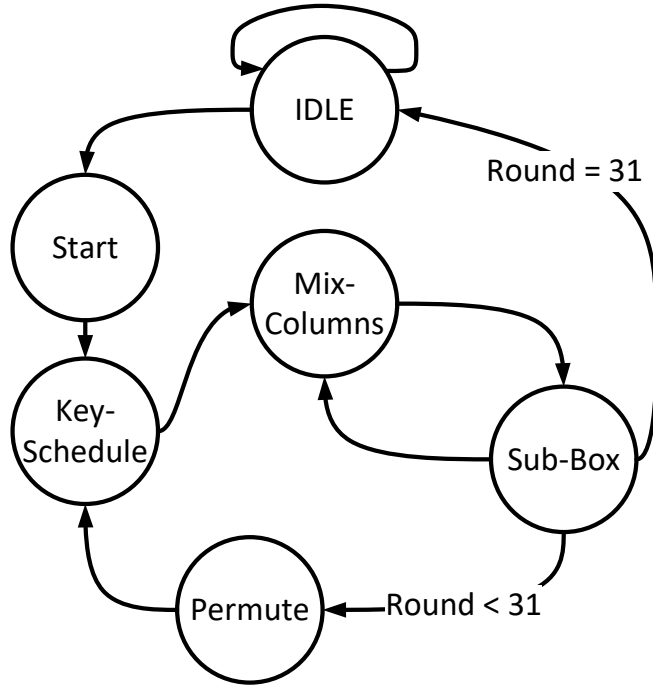 IDLE
Round = 31
Start
Mix-
Columns
Key-
Schedule
Sub-Box
Permute
Round < 31